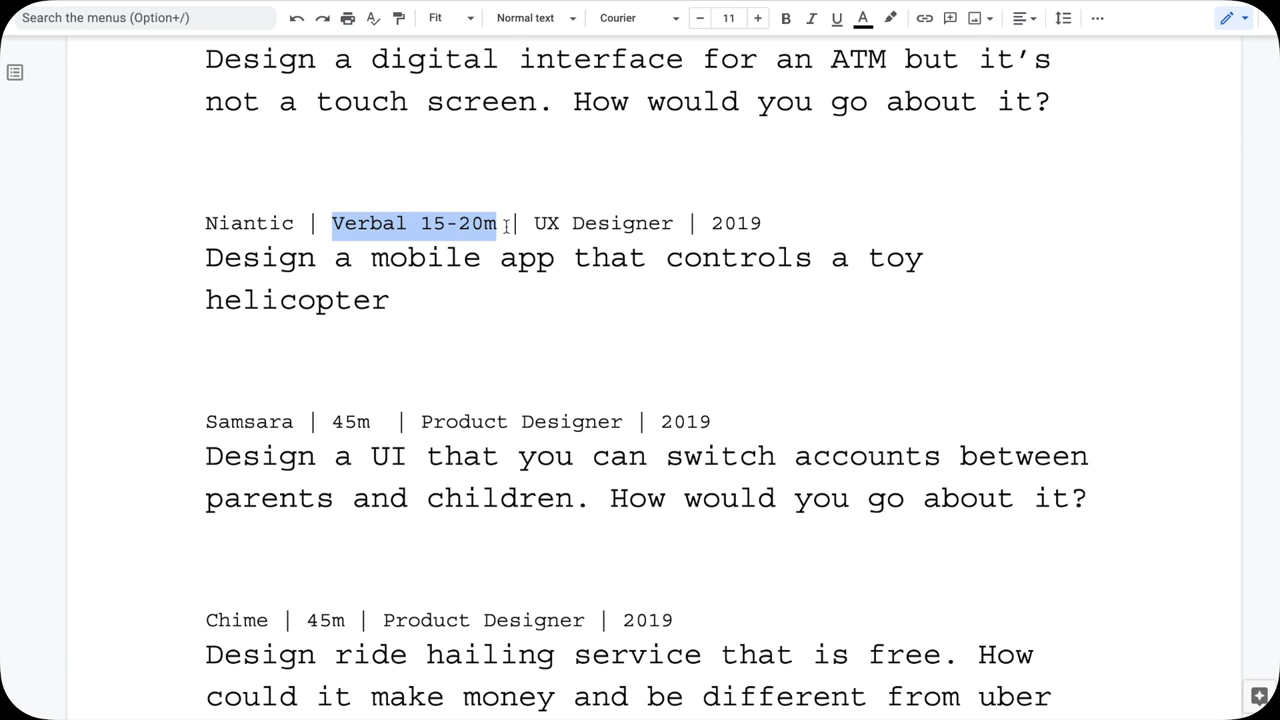 Search the menus (Option+/) Fit Normal text Courier − 11 + B I U A
Design a digital interface for an ATM but it’s
not a touch screen. How would you go about it?
Niantic | Verbal 15-20m | UX Designer | 2019
Design a mobile app that controls a toy
helicopter
Samsara | 45m | Product Designer | 2019
Design a UI that you can switch accounts between
parents and children. How would you go about it?
Chime | 45m | Product Designer | 2019
Design ride hailing service that is free. How
could it make money and be different from uber